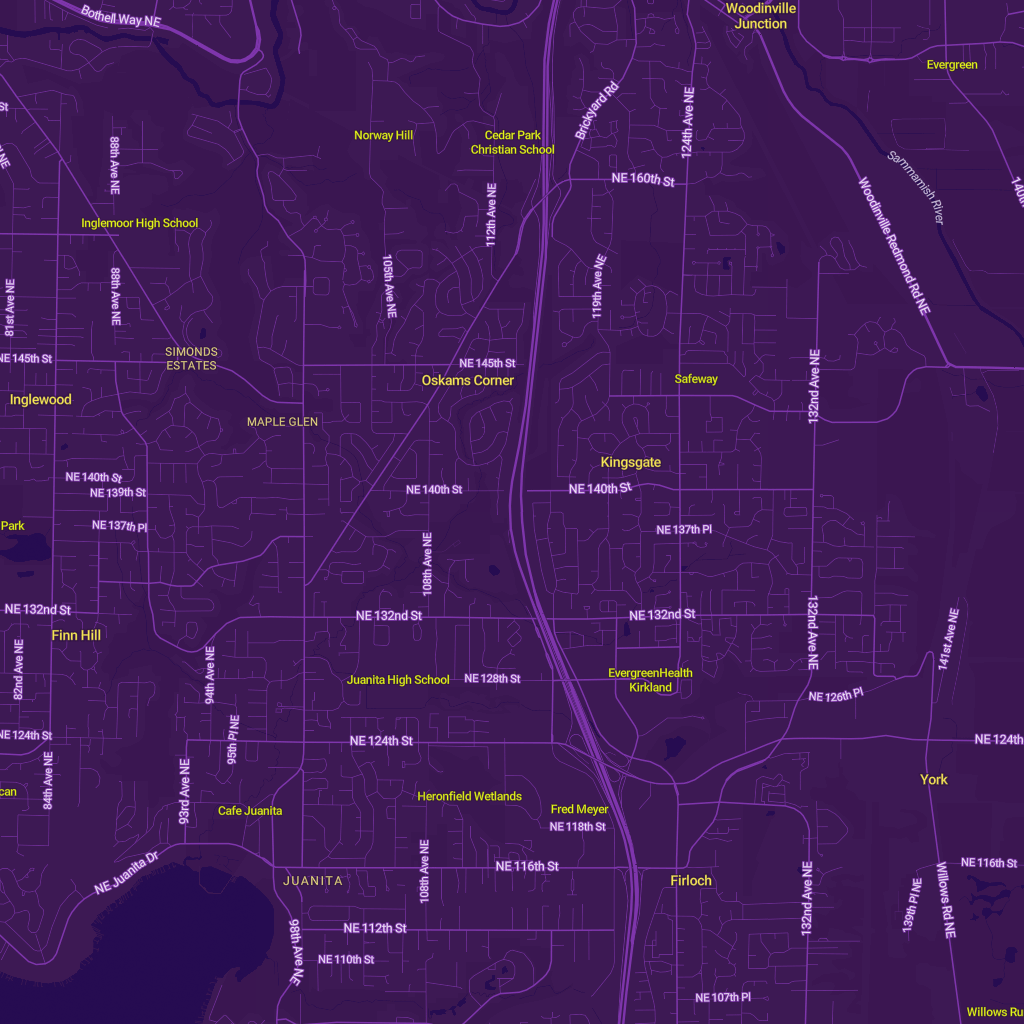 Woodinville
Junction
Bothell Way NE
Evergreen
St
Brickyard Rd
124th Ave NE
Norway Hill
Cedar Park
Christian School
88th Ave NE
NE
Sammamish River
NE 160th St
112th Ave NE
Woodinville Redmond Rd NE
Inglemoor High School
88th Ave NE
105th Ave NE
119th Ave NE
81st Ave NE
SIMONDS
ESTATES
NE 145th St
NE 145th St
Oskams Corner
Safeway
132nd Ave NE
Inglewood
MAPLE GLEN
Kingsgate
NE 140th St
NE 139th St
NE 140th St
NE 140th St
Park
NE 137th Pl
NE 137th Pl
108th Ave NE
NE 132nd St
NE 132nd St
NE 132nd St
Finn Hill
132nd Ave NE
141st Ave NE
82nd Ave NE
94th Ave NE
Juanita High School
NE 128th St
EvergreenHealth
Kirkland
NE 126th Pl
NE 124th St
95th Pl NE
NE 124th St
NE 124th
84th Ave NE
93rd Ave NE
York
can
Heronfield Wetlands
Cafe Juanita
Fred Meyer
NE 118th St
NE Juanita Dr
108th Ave NE
NE 116th St
NE 116th St
JUANITA
Firloch
132nd Ave NE
139th Pl NE
Willows Rd NE
98th Ave NE
NE 112th St
NE 110th St
NE 107th Pl
Willows Ru